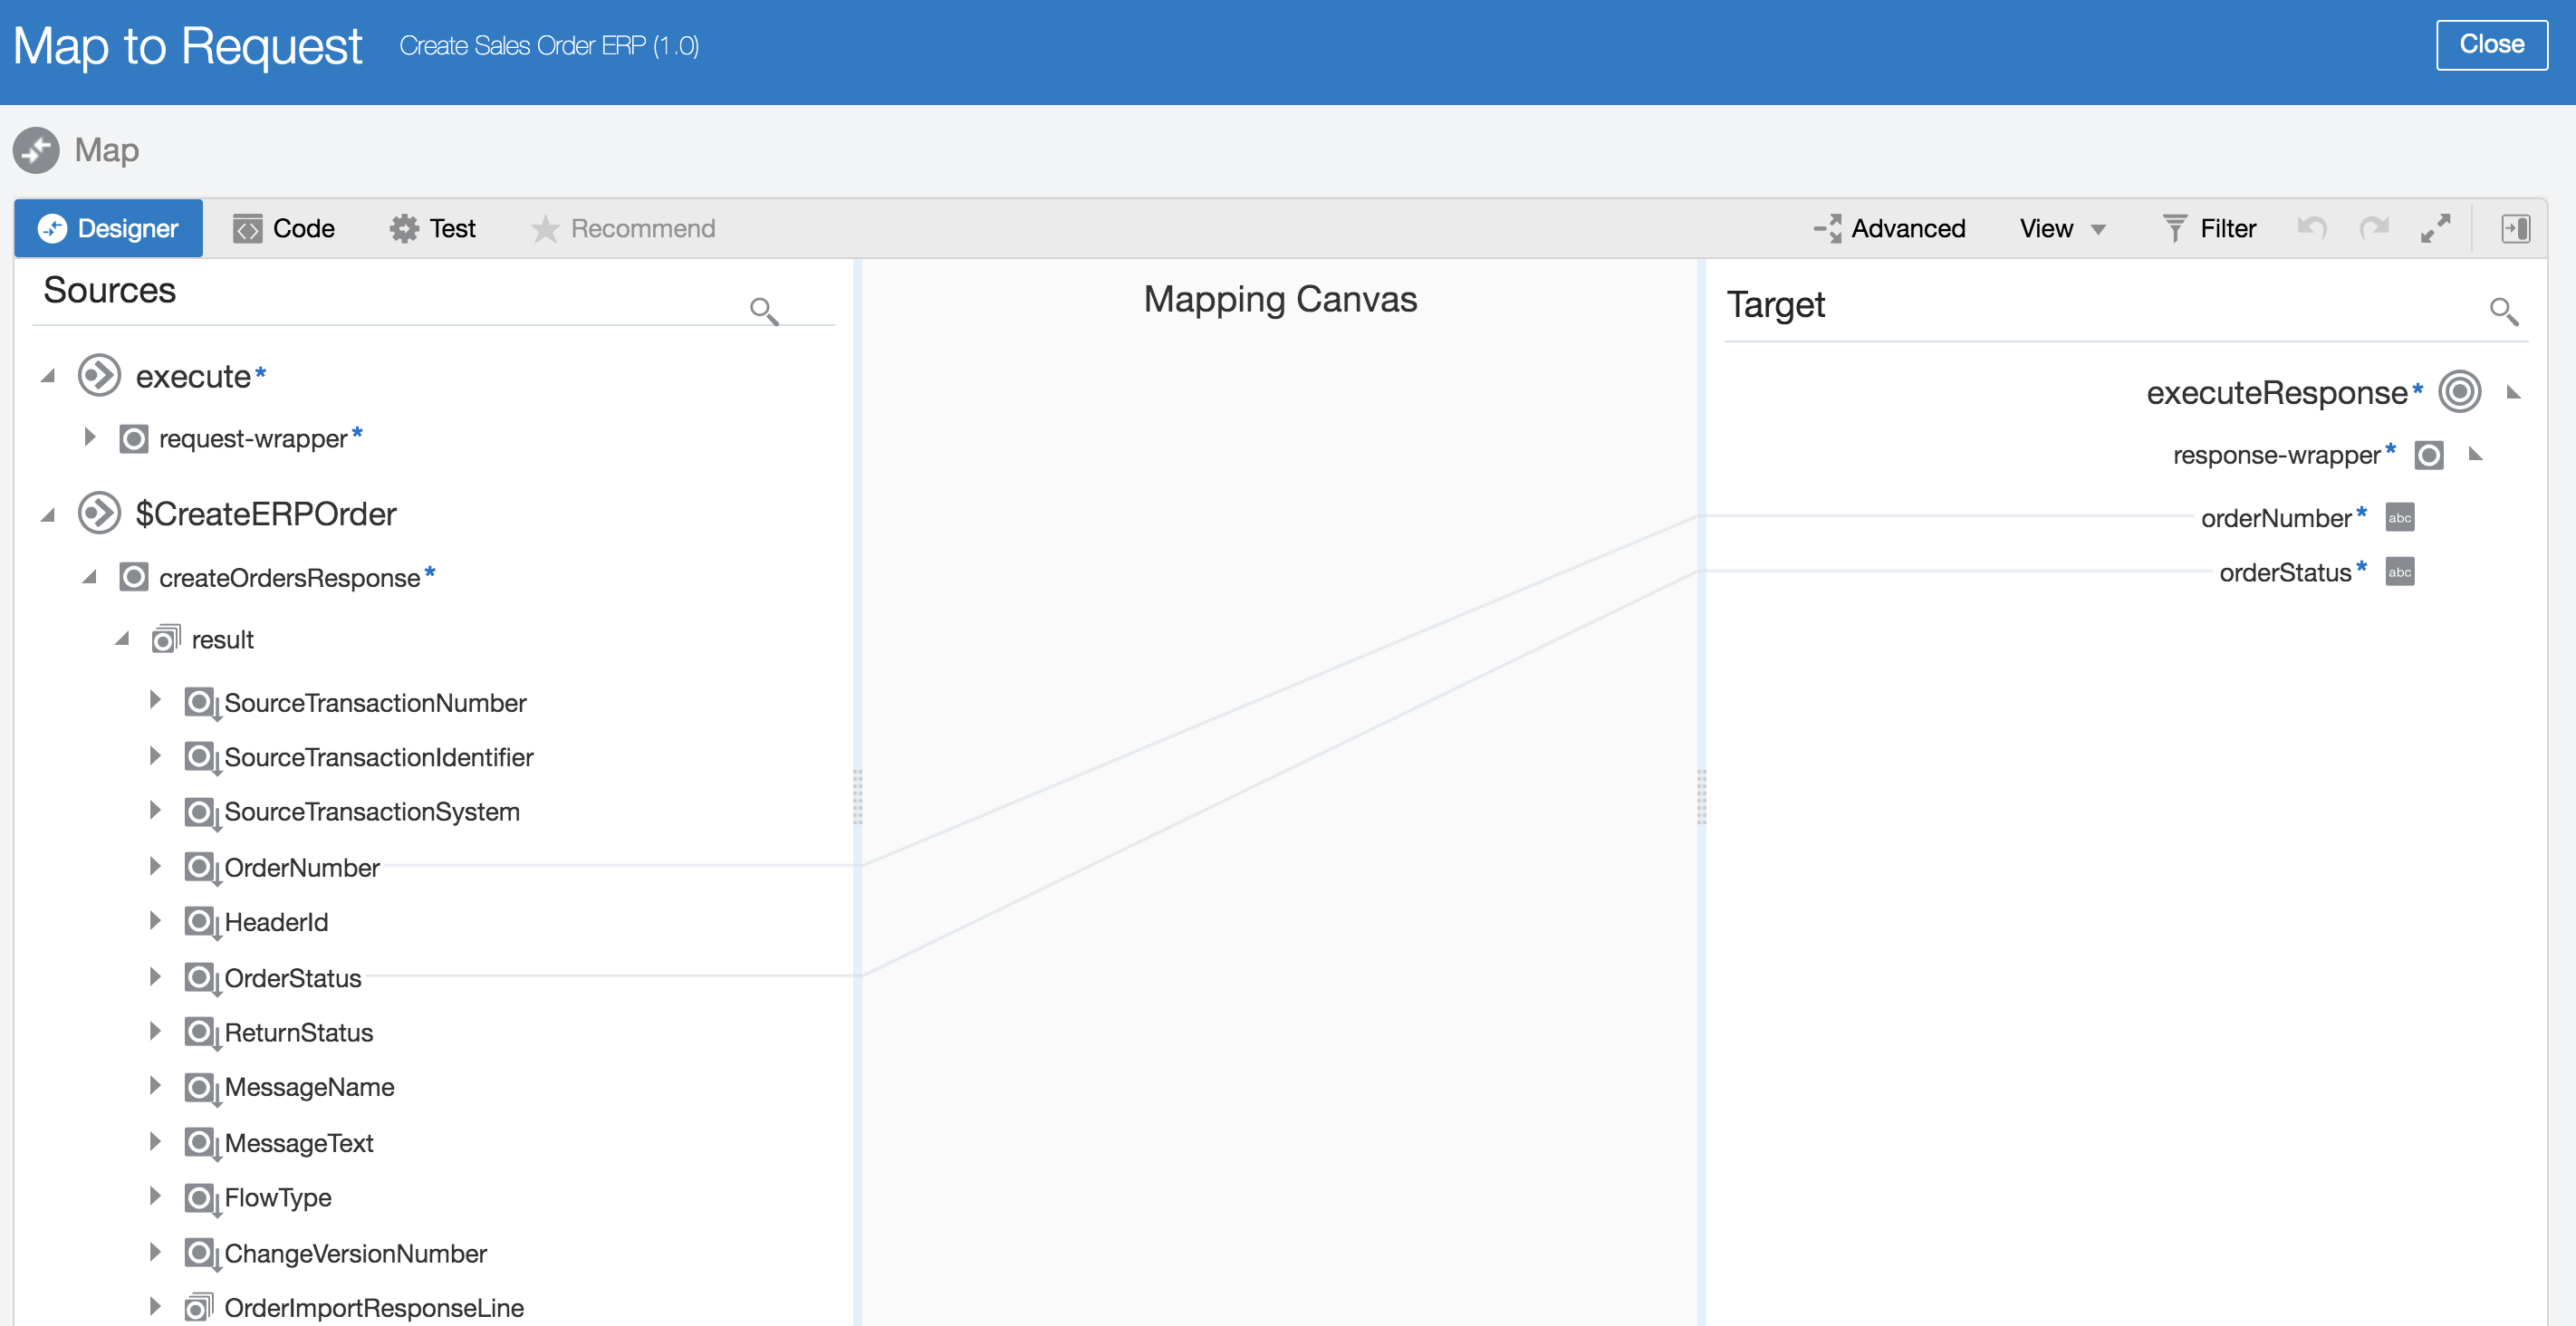 Map to Request Create Sales Order ERP (1.0) Close
Map
Designer Code Test Recommend Advanced View Filter
Sources
Mapping Canvas
Target
execute*
request-wrapper*
$CreateERPOrder
createOrdersResponse*
result
SourceTransactionNumber
SourceTransactionIdentifier
SourceTransactionSystem
OrderNumber
HeaderId
OrderStatus
ReturnStatus
MessageName
MessageText
FlowType
ChangeVersionNumber
OrderImportResponseLine
executeResponse*
response-wrapper*
orderNumber* abc
orderStatus* abc